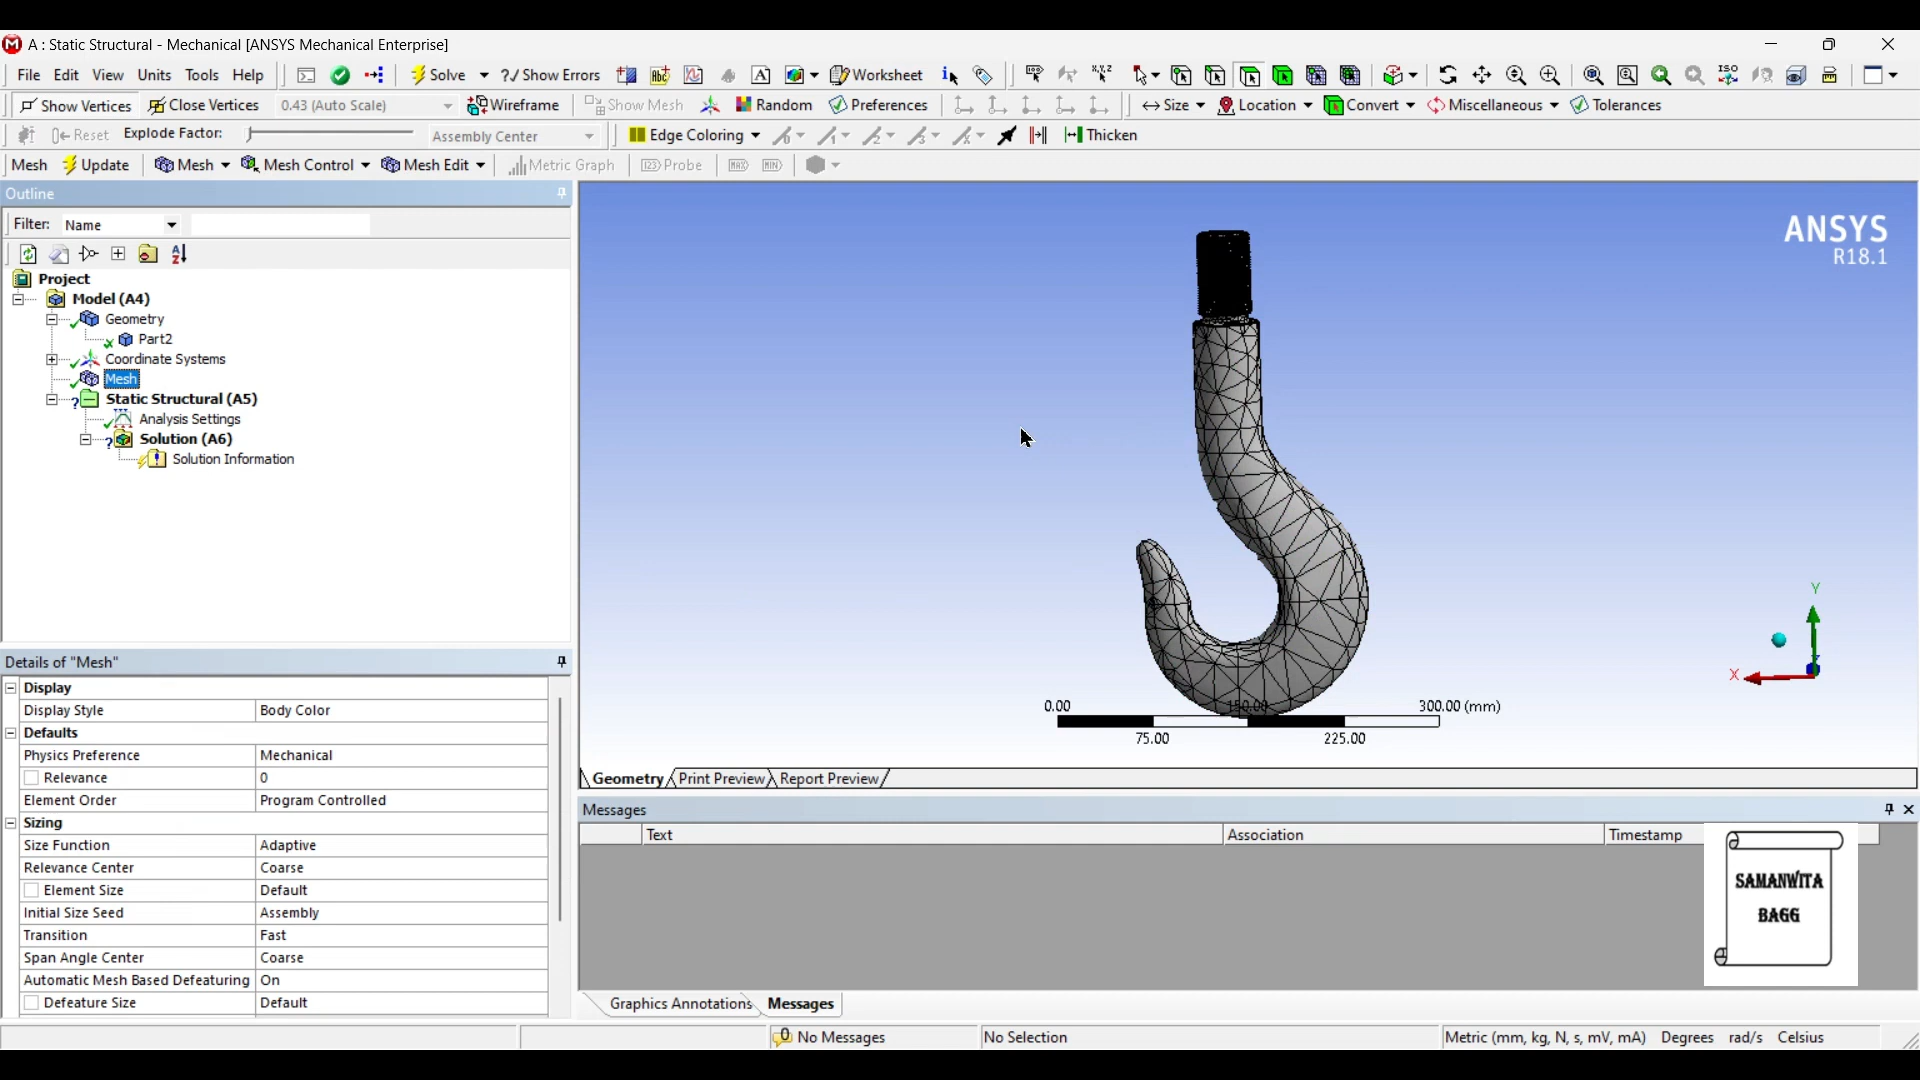 A : Static Structural - Mechanical [ANSYS Mechanical Enterprise]
File Edit View Units Tools Help Solve ?✓ Show Errors Worksheet
Show Vertices Close Vertices 0.43 (Auto Scale) Wireframe Show Mesh Random Preferences Size Location Convert Miscellaneous Tolerances
Reset Explode Factor: Assembly Center Edge Coloring Thicken
Mesh Update Mesh Mesh Control Mesh Edit Metric Graph Probe MAX MIN
Outline
Filter: Name
Project
Model (A4)
Geometry
Part2
Coordinate Systems
Mesh
Static Structural (A5)
Analysis Settings
Solution (A6)
Solution Information
ANSYS
R18.1
Y
X
0.00 150.00 300.00 (mm)
75.00 225.00
Geometry Print Preview Report Preview
Details of "Mesh"
Display
Display Style Body Color
Defaults
Physics Preference Mechanical
Relevance 0
Element Order Program Controlled
Sizing
Size Function Adaptive
Relevance Center Coarse
Element Size Default
Initial Size Seed Assembly
Transition Fast
Span Angle Center Coarse
Automatic Mesh Based Defeaturing On
Defeature Size Default
Messages
Text Association Timestamp
SAMANWITA
BAGG
Graphics Annotations Messages
0 No Messages No Selection Metric (mm, kg, N, s, mV, mA) Degrees rad/s Celsius